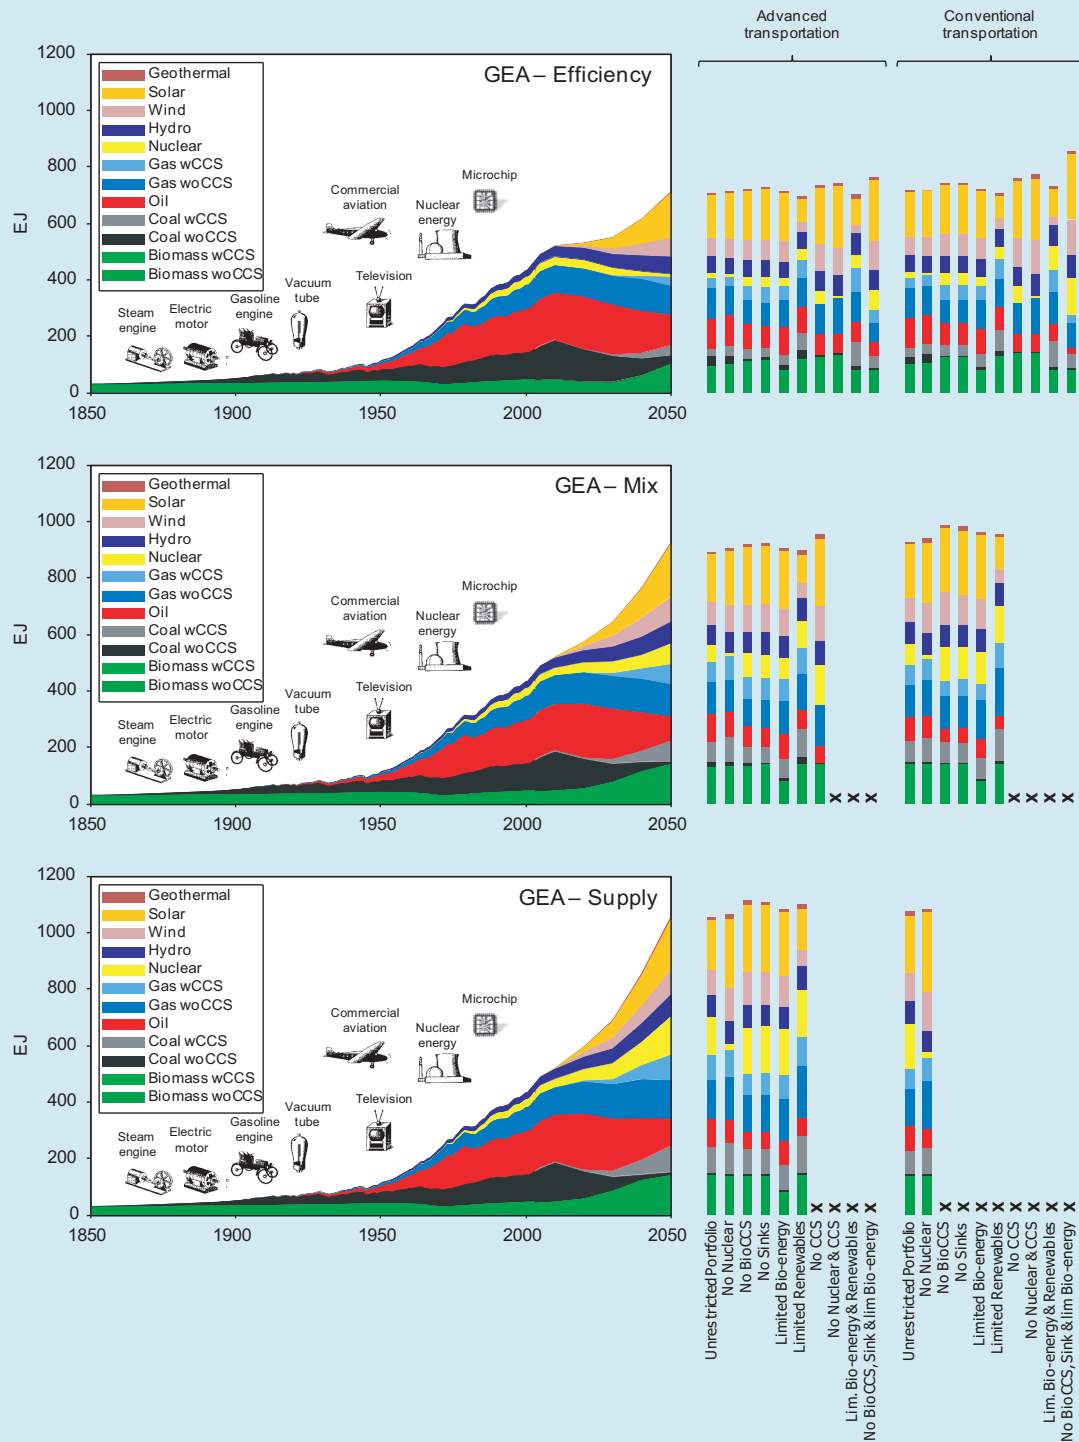 Advanced
transportation
Conventional
transportation
GEA – Efficiency
1200
1000
800
600
400
200
0
EJ
Geothermal
Solar
Wind
Hydro
Nuclear
Gas wCCS
Gas woCCS
Oil
Coal wCCS
Coal woCCS
Biomass wCCS
Biomass woCCS
Steam
engine
Electric
motor
Gasoline
engine
Vacuum
tube
Commercial
aviation
Television
Nuclear
energy
Microchip
1850
1900
1950
2000
2050
GEA – Mix
1200
1000
800
600
400
200
0
EJ
Geothermal
Solar
Wind
Hydro
Nuclear
Gas wCCS
Gas woCCS
Oil
Coal wCCS
Coal woCCS
Biomass wCCS
Biomass woCCS
Steam
engine
Electric
motor
Gasoline
engine
Vacuum
tube
Commercial
aviation
Television
Nuclear
energy
Microchip
1850
1900
1950
2000
2050
X X X
X X X X
GEA – Supply
1200
1000
800
600
400
200
0
EJ
Geothermal
Solar
Wind
Hydro
Nuclear
Gas wCCS
Gas woCCS
Oil
Coal wCCS
Coal woCCS
Biomass wCCS
Biomass woCCS
Steam
engine
Electric
motor
Gasoline
engine
Vacuum
tube
Commercial
aviation
Television
Nuclear
energy
Microchip
1850
1900
1950
2000
2050
X X X X
X X X X X X X X
Unrestricted Portfolio
No Nuclear
No BioCCS
No Sinks
Limited Bio-energy
Limited Renewables
No CCS
No Nuclear & CCS
Lim. Bio-energy & Renewables
No BioCCS, Sink & lim Bio-energy
Unrestricted Portfolio
No Nuclear
No BioCCS
No Sinks
Limited Bio-energy
Limited Renewables
No CCS
No Nuclear & CCS
Lim. Bio-energy & Renewables
No BioCCS, Sink & lim Bio-energy